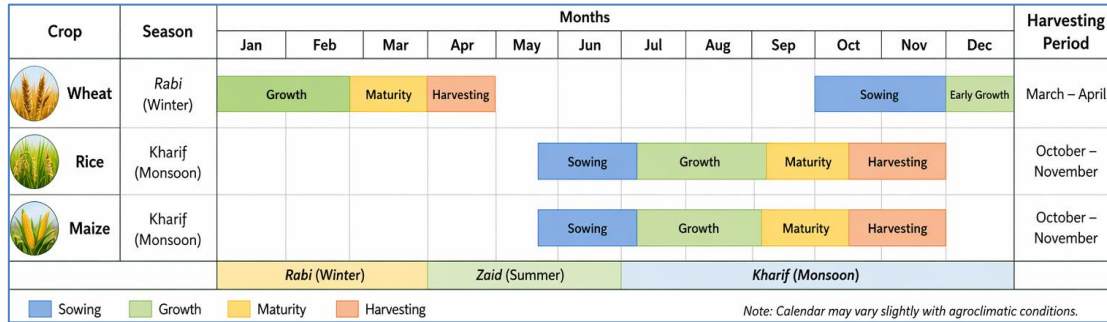 Crop Season Months Harvesting Period
Jan Feb Mar Apr May Jun Jul Aug Sep Oct Nov Dec
Wheat Rabi (Winter) Growth Maturity Harvesting Sowing Early Growth March – April
Rice Kharif (Monsoon) Sowing Growth Maturity Harvesting October – November
Maize Kharif (Monsoon) Sowing Growth Maturity Harvesting October – November
Rabi (Winter) Zaid (Summer) Kharif (Monsoon)
Sowing Growth Maturity Harvesting Note: Calendar may vary slightly with agroclimatic conditions.